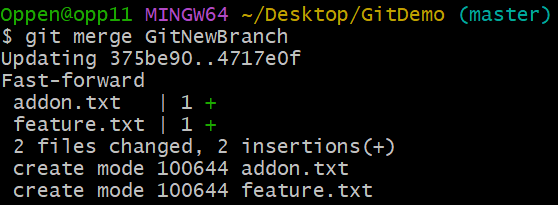 Oppen@opp11 MINGW64 ~/Desktop/GitDemo (master)
$ git merge GitNewBranch
Updating 375be90..4717e0f
Fast-forward
 addon.txt   | 1 +
 feature.txt | 1 +
 2 files changed, 2 insertions(+)
 create mode 100644 addon.txt
 create mode 100644 feature.txt